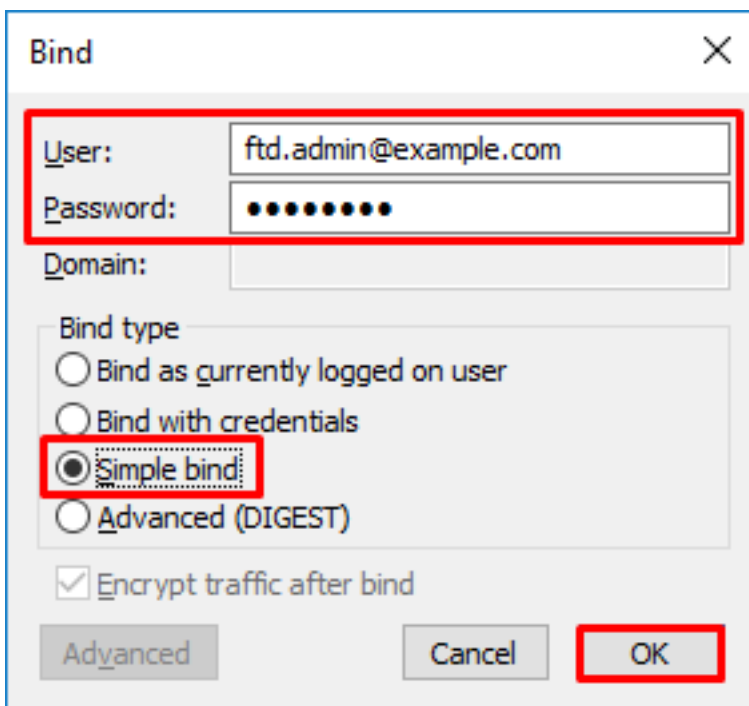 Bind
User: ftd.admin@example.com
Password: ●●●●●●●●
Domain:
Bind type
Bind as currently logged on user
Bind with credentials
Simple bind
Advanced (DIGEST)
Encrypt traffic after bind
Advanced Cancel OK